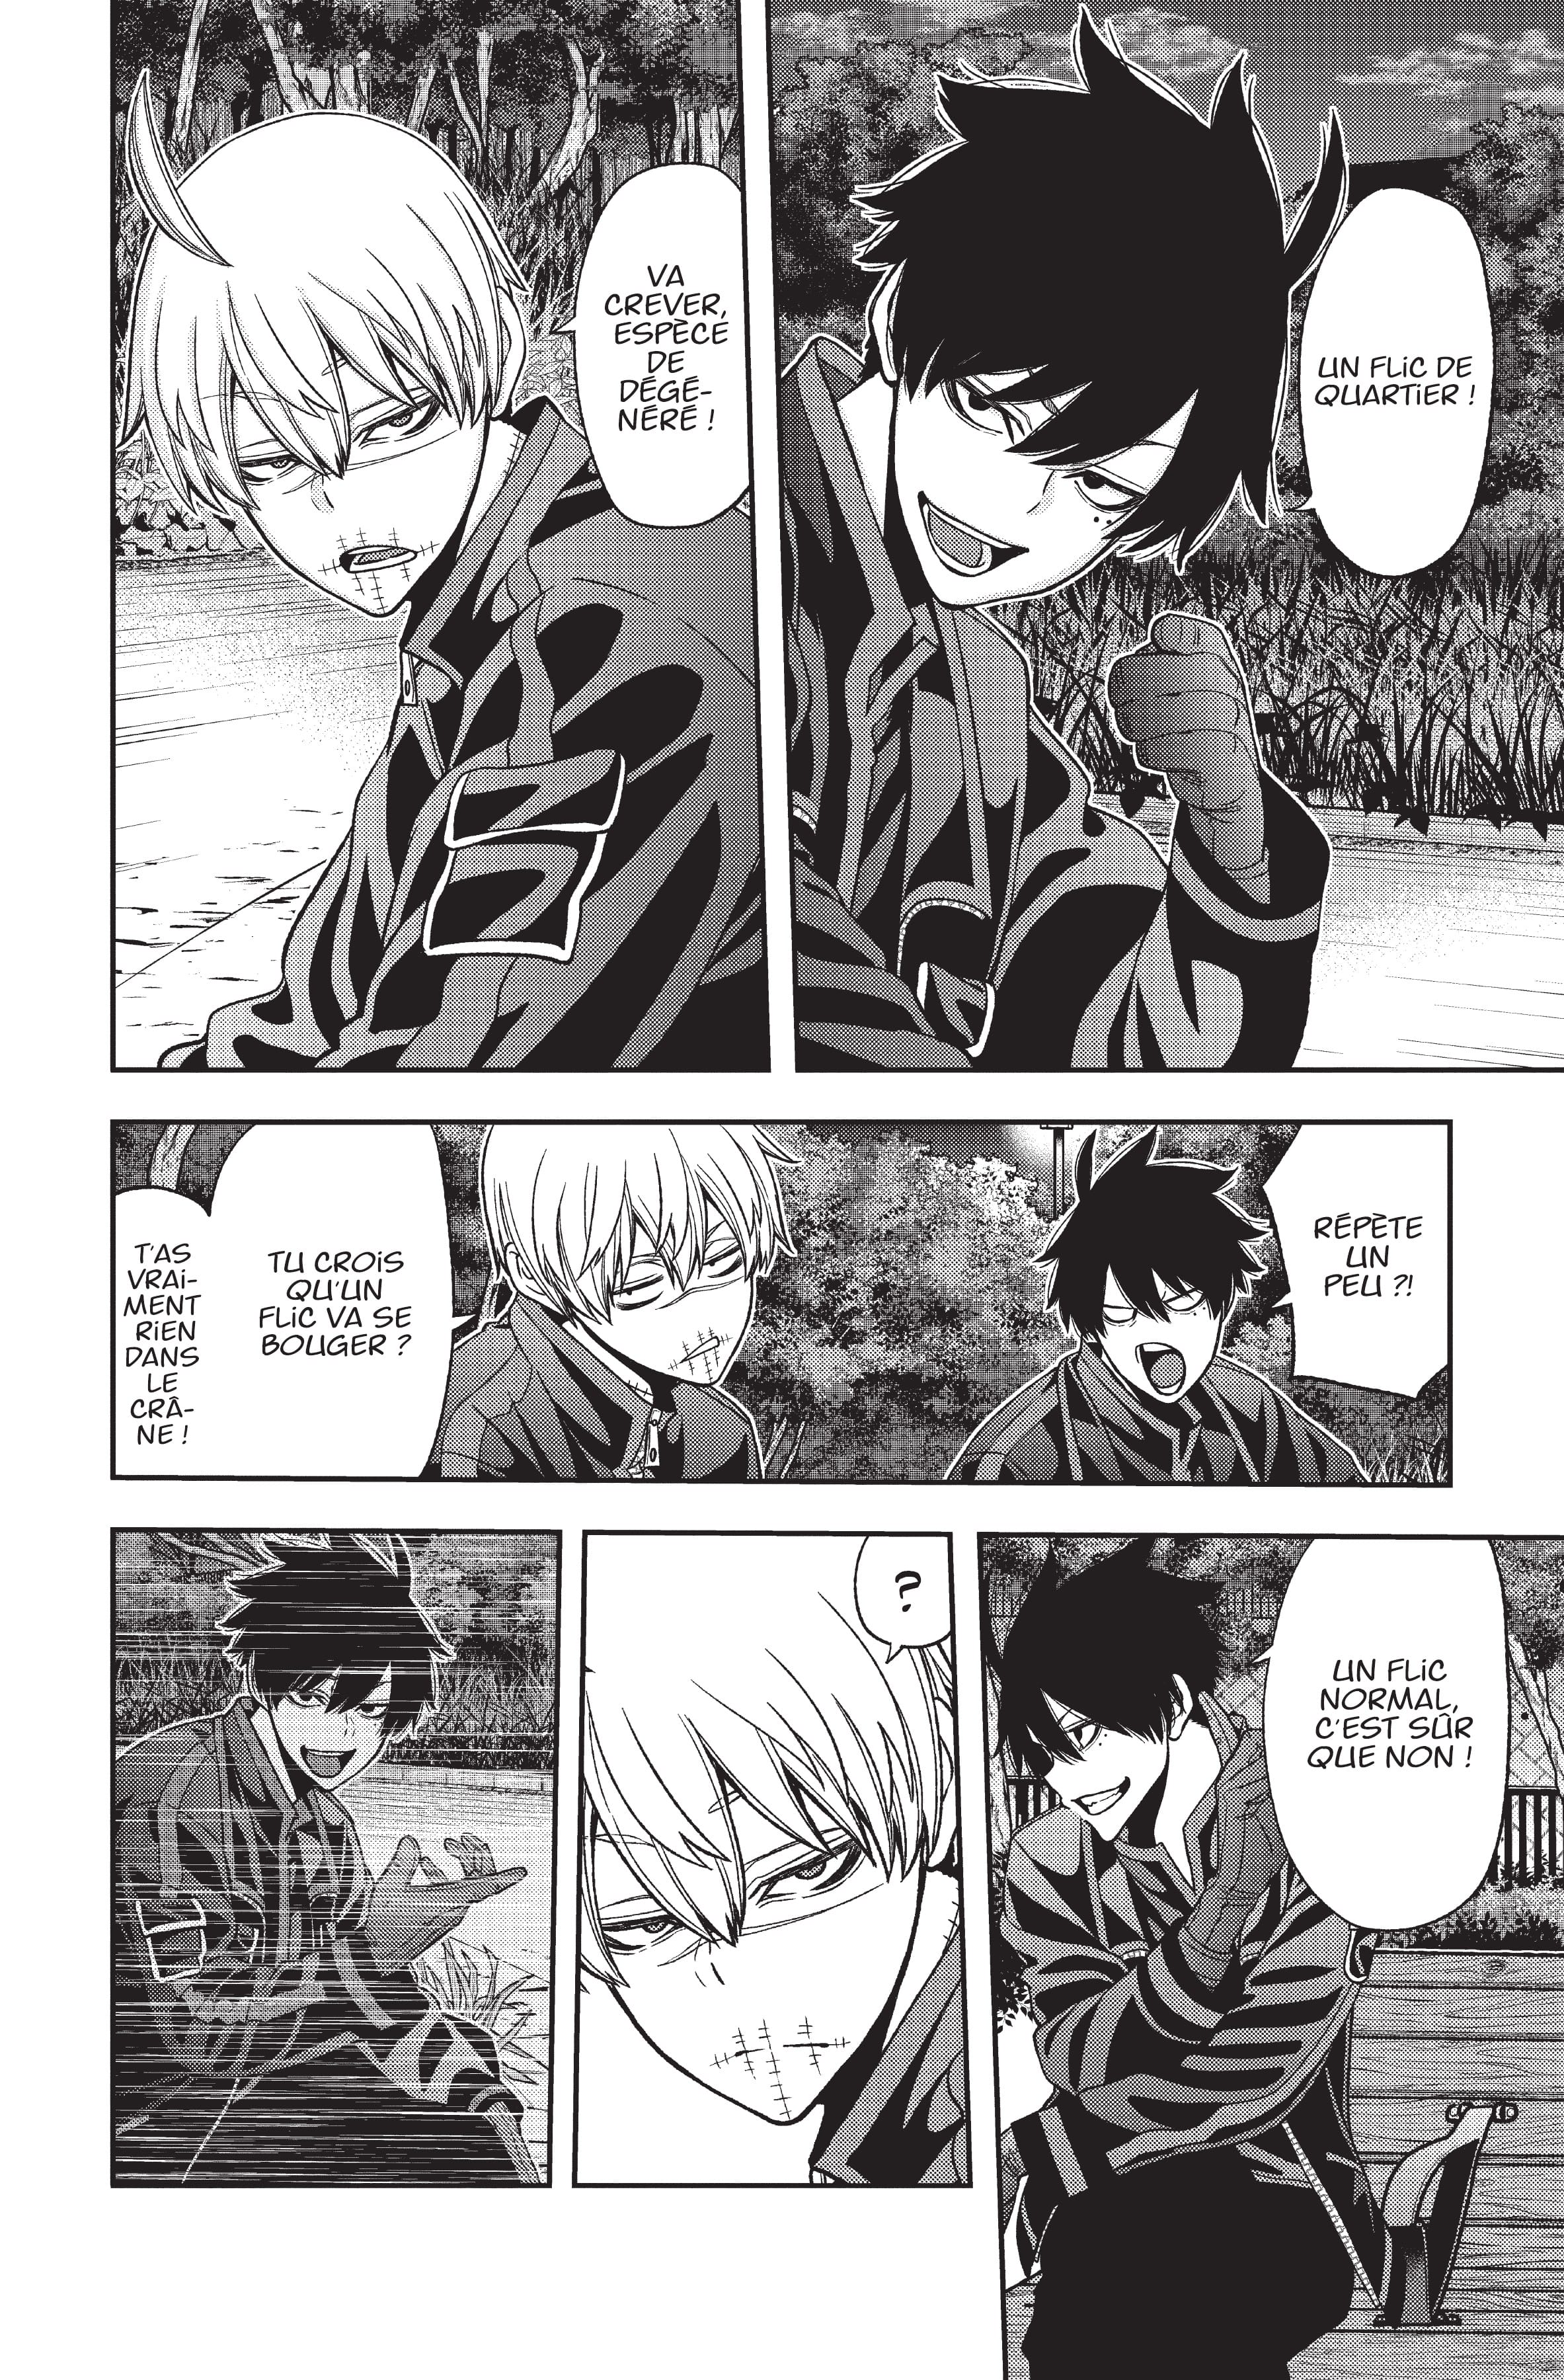 UN FLIC DE
QUARTIER !
VA
CREVER,
ESPÈCE
DE
DÉGÉ-
NÉRÉ !
RÉPÈTE
UN
PEU ?!
TU CROIS
QU'UN
FLIC VA SE
BOUGER ?
T'AS
VRAI-
MENT
RIEN
DANS
LE
CRÂ-
NE !
UN FLIC
NORMAL,
C'EST SÛR
QUE NON !
?